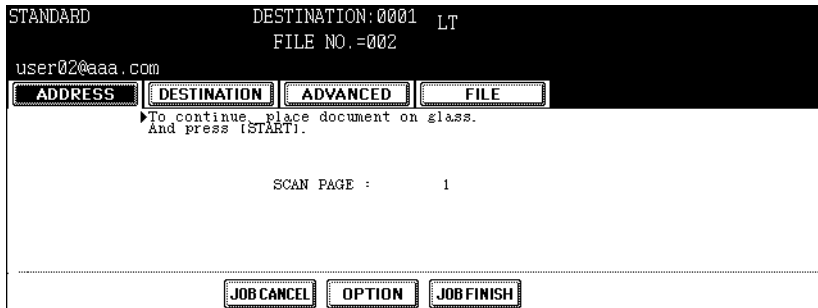 STANDARD DESTINATION:0001 LT
FILE NO.=002
user02@aaa.com
ADDRESS DESTINATION ADVANCED FILE
To continue, place document on glass.
And press [START].
SCAN PAGE : 1
JOB CANCEL OPTION JOB FINISH